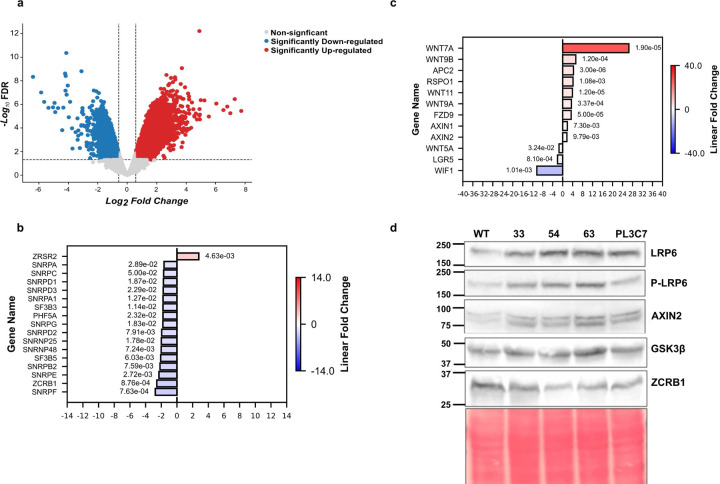 a
Non-signficant
Significantly Down-regulated
Significantly Up-regulated
12
10
8
6
4
2
0
-Log10 FDR
-6 -4 -2 0 2 4 6 8
Log2 Fold Change
b
Gene Name
ZRSR2 4.63e-03
SNRPA 2.89e-02
SNRPC 5.00e-02
SNRPD1 1.87e-02
SNRPD3 2.29e-02
SNRPA1 1.27e-02
SF3B3 1.14e-02
PHF5A 2.32e-02
SNRPG 1.83e-02
SNRPD2 7.91e-03
SNRNP25 1.78e-02
SNRNP48 7.24e-03
SF3B5 6.03e-03
SNRPB2 7.59e-03
SNRPE 2.72e-03
ZCRB1 8.76e-04
SNRPF 7.63e-04
-14 -12 -10 -8 -6 -4 -2 0 2 4 6 8 10 12 14
14.0
0
-14.0
Linear Fold Change
c
Gene Name
WNT7A 1.90e-05
WNT9B 1.20e-04
APC2 3.00e-06
RSPO1 1.08e-03
WNT11 1.20e-05
WNT9A 3.37e-04
FZD9 5.00e-05
AXIN1 7.30e-03
AXIN2 9.79e-03
WNT5A 3.24e-02
LGR5 8.10e-04
WIF1 1.01e-03
-40 -36 -32 -28 -24 -20 -16 -12 -8 -4 0 4 8 12 16 20 24 28 32 36 40
40.0
0
-40.0
Linear Fold Change
d
WT 33 54 63 PL3C7
250
150
LRP6
250
150
P-LRP6
100
75
AXIN2
50
37
GSK3β
37
25
ZCRB1